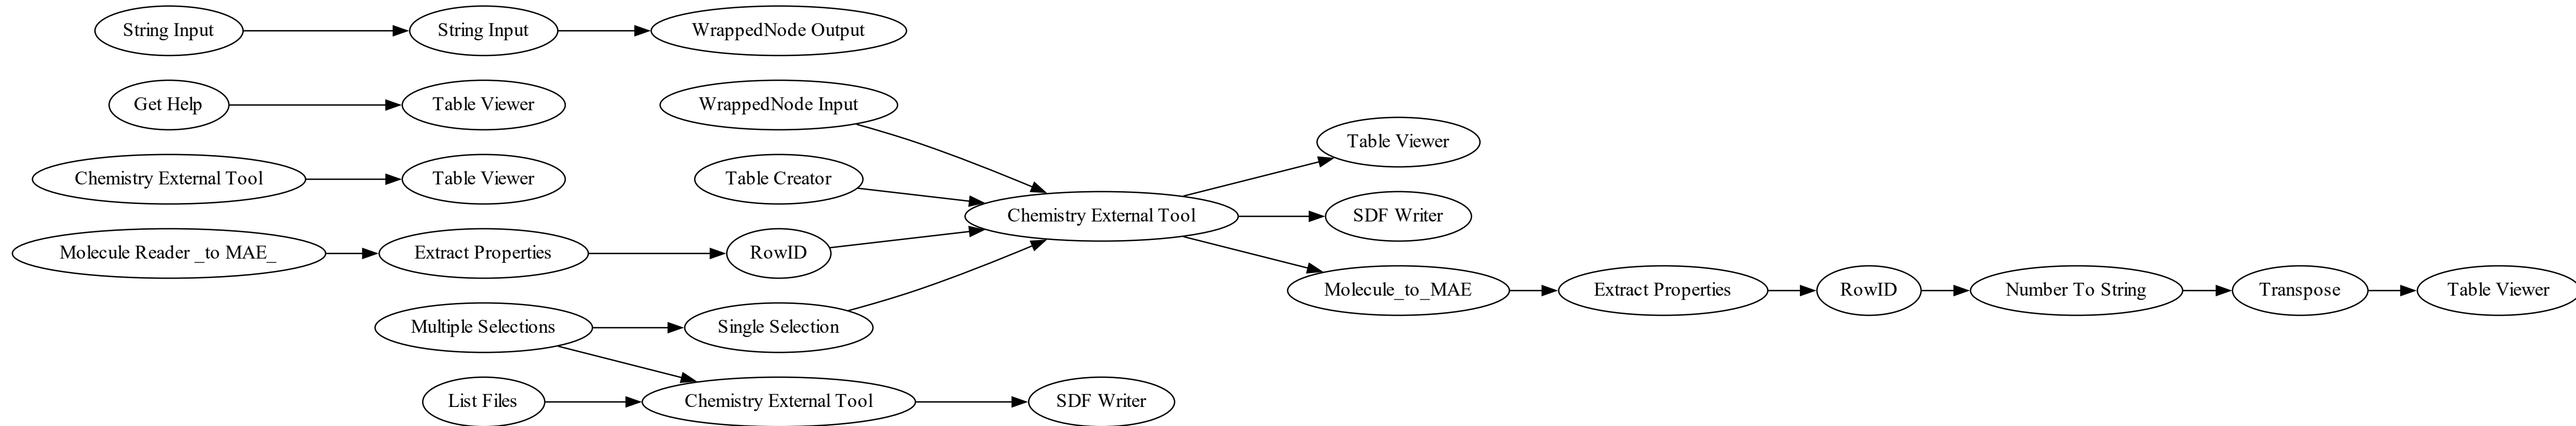 String Input
String Input
WrappedNode Output
Get Help
Table Viewer
WrappedNode Input
Table Viewer
Chemistry External Tool
Table Viewer
Table Creator
Chemistry External Tool
SDF Writer
Molecule Reader _to MAE_
Extract Properties
RowID
Molecule_to_MAE
Extract Properties
RowID
Number To String
Transpose
Table Viewer
Multiple Selections
Single Selection
List Files
Chemistry External Tool
SDF Writer